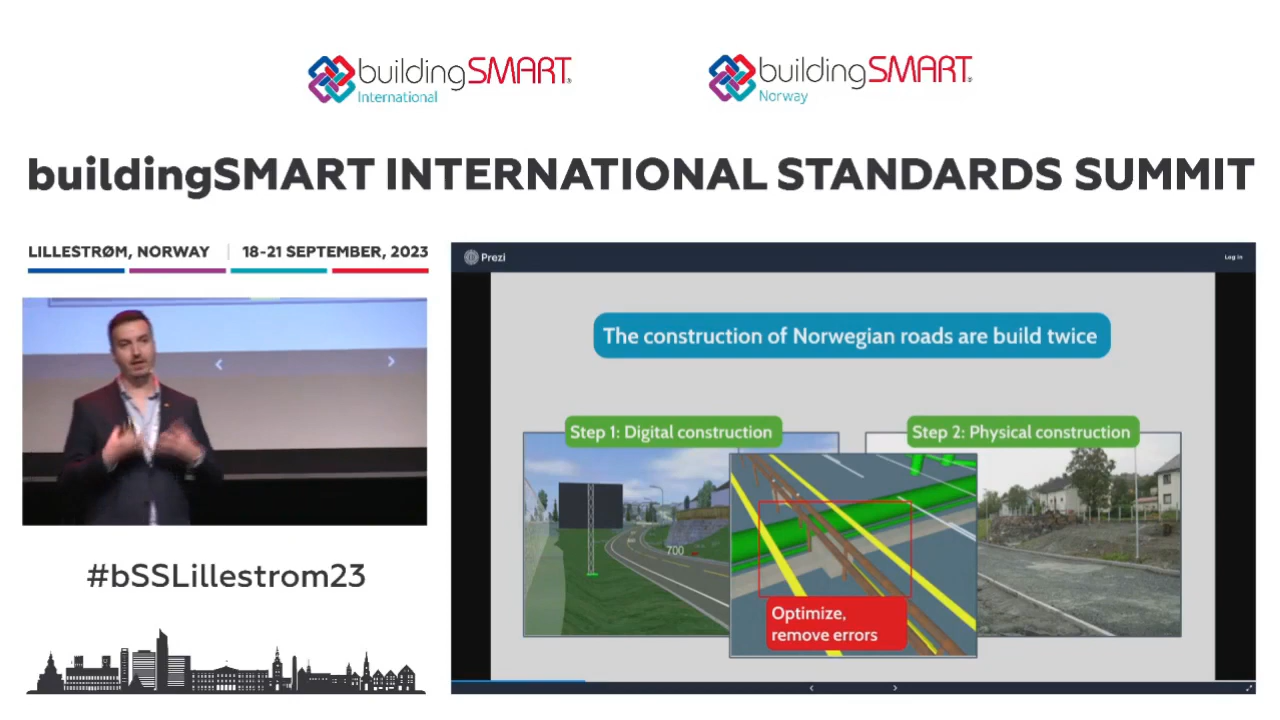 buildingSMART®
International
buildingSMART®
Norway
buildingSMART INTERNATIONAL STANDARDS SUMMIT
LILLESTRØM, NORWAY | 18-21 SEPTEMBER, 2023
Prezi
Log in
The construction of Norwegian roads are build twice
Step 1: Digital construction
Step 2: Physical construction
700
Optimize,
remove errors
#bSSLillestrom23